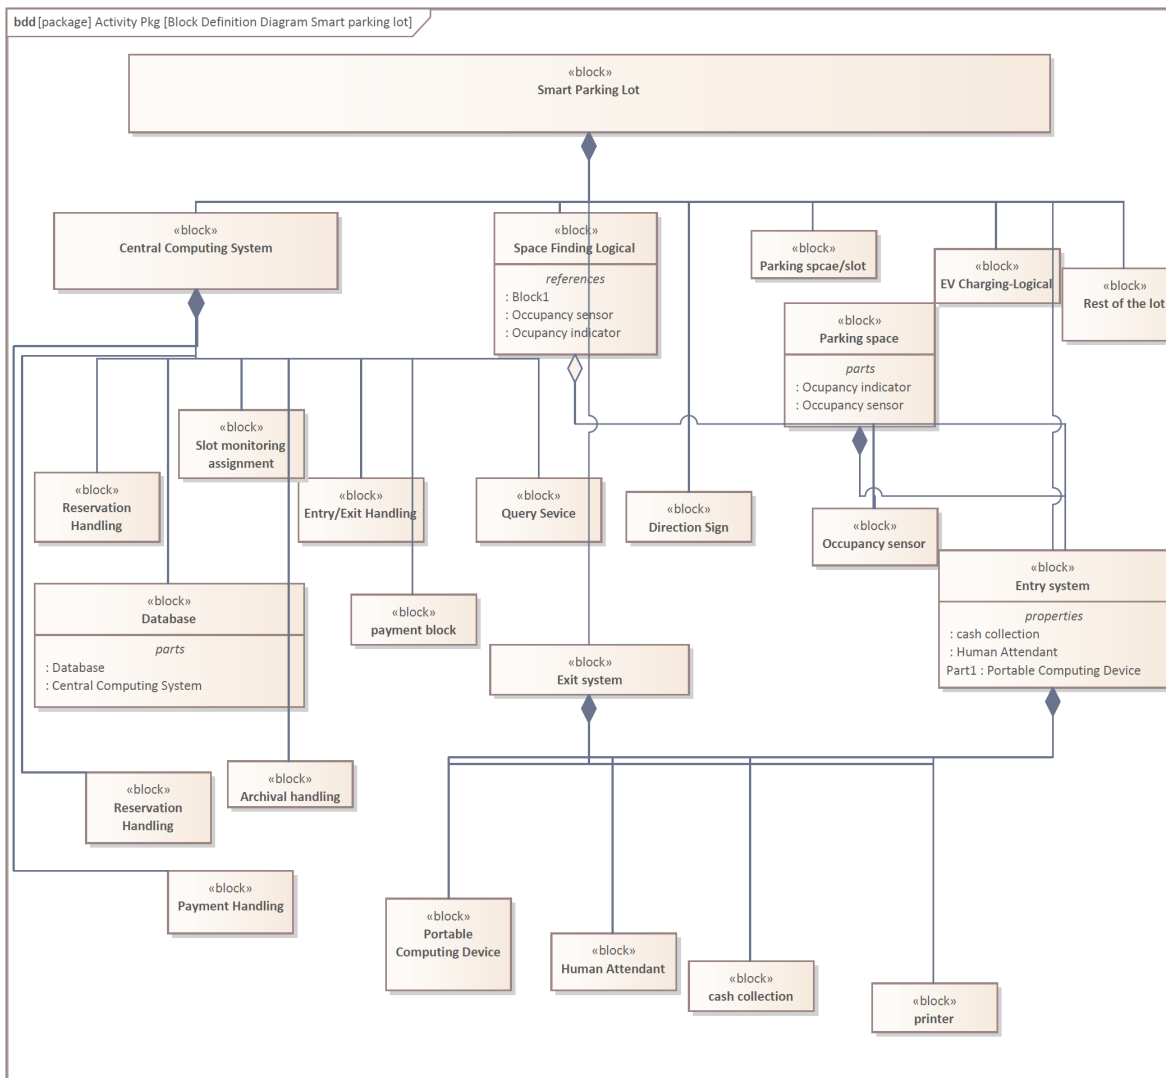 bdd [package] Activity Pkg [Block Definition Diagram Smart parking lot]
«block»
Smart Parking Lot
«block»
Central Computing System
«block»
Space Finding Logical
references
: Block1
: Occupancy sensor
: Ocupancy indicator
«block»
Parking spcae/slot
«block»
EV Charging-Logical
«block»
Rest of the lot
«block»
Parking space
parts
: Ocupancy indicator
: Occupancy sensor
«block»
Slot monitoring
assignment
«block»
Reservation
Handling
«block»
Entry/Exit Handling
«block»
Query Sevice
«block»
Direction Sign
«block»
Occupancy sensor
«block»
Entry system
properties
: cash collection
: Human Attendant
Part1 : Portable Computing Device
«block»
Database
parts
: Database
: Central Computing System
«block»
payment block
«block»
Exit system
«block»
Reservation
Handling
«block»
Archival handling
«block»
Payment Handling
«block»
Portable
Computing Device
«block»
Human Attendant
«block»
cash collection
«block»
printer